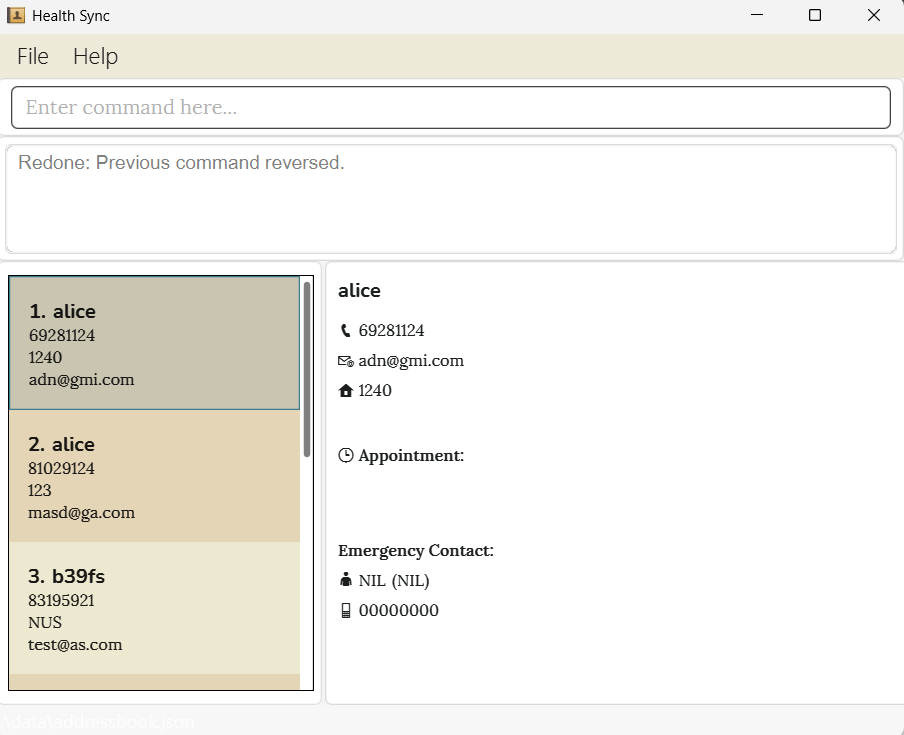 Health Sync
File Help
Enter command here...
Redone: Previous command reversed.
1. alice
69281124
1240
adn@gmi.com
2. alice
81029124
123
masd@ga.com
3. b39fs
83195921
NUS
test@as.com
alice
69281124
adn@gmi.com
1240
Appointment:
Emergency Contact:
NIL (NIL)
00000000
.\data\addressbook.json